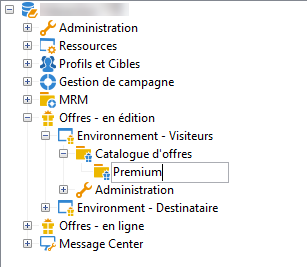 Administration
Ressources
Profils et Cibles
Gestion de campagne
MRM
Offres - en édition
Environnement - Visiteurs
Catalogue d'offres
Premium
Administration
Environment - Destinataire
Offres - en ligne
Message Center